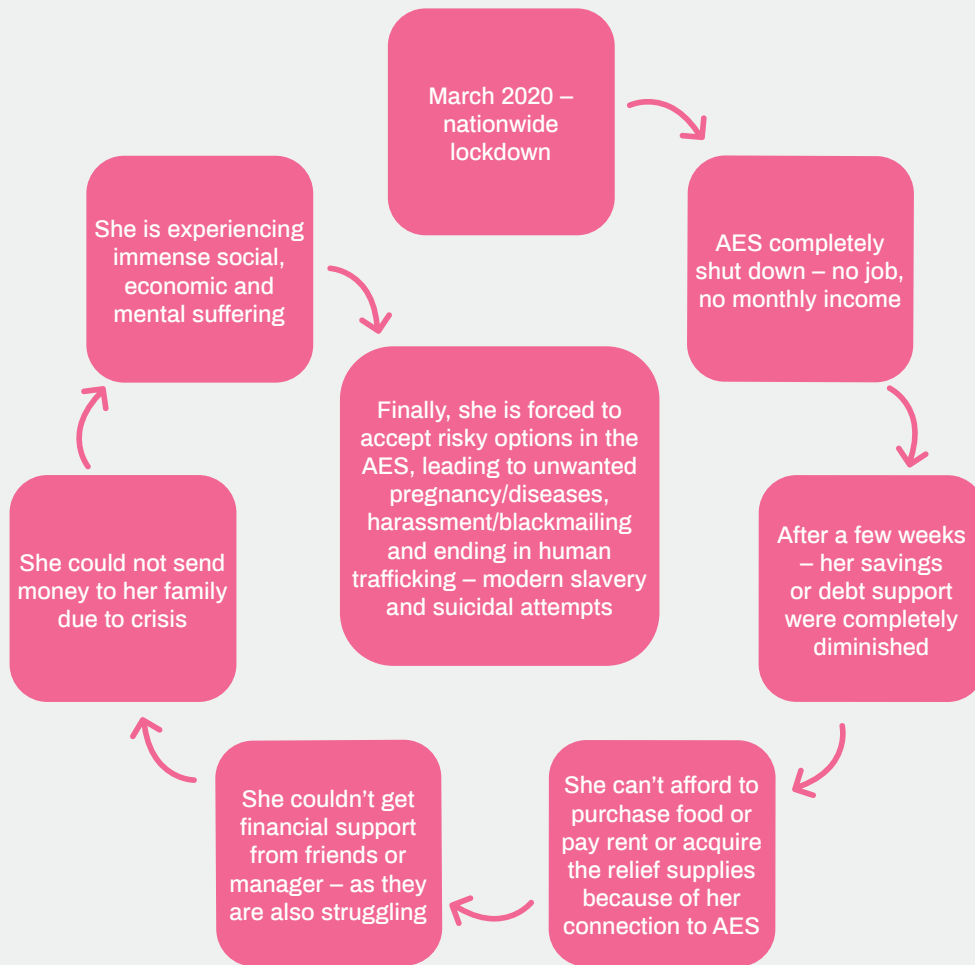 March 2020 –
nationwide
lockdown
AES completely
shut down – no job,
no monthly income
After a few weeks
– her savings
or debt support
were completely
diminished
She can't afford to
purchase food or
pay rent or acquire
the relief supplies
because of her
connection to AES
She couldn't get
financial support
from friends or
manager – as they
are also struggling
She could not send
money to her family
due to crisis
She is experiencing
immense social,
economic and
mental suffering
Finally, she is forced to
accept risky options in the
AES, leading to unwanted
pregnancy/diseases,
harassment/blackmailing
and ending in human
trafficking – modern slavery
and suicidal attempts